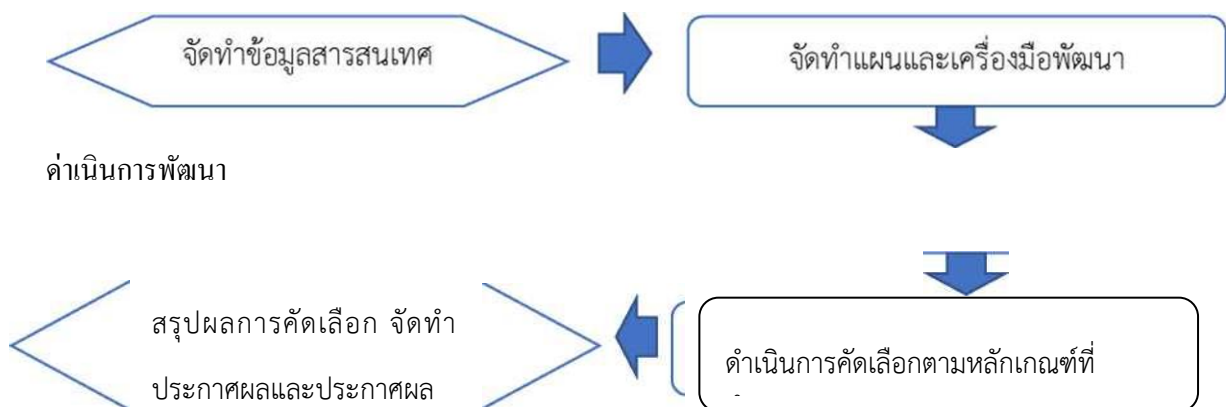 จัดทำข้อมูลสารสนเทศ
จัดทำแผนและเครื่องมือพัฒนา
ค่าเนินการพัฒนา
ดำเนินการคัดเลือกตามหลักเกณฑ์ที่
สรุปผลการคัดเลือก จัดทำ
ประกาศผลและประกาศผล